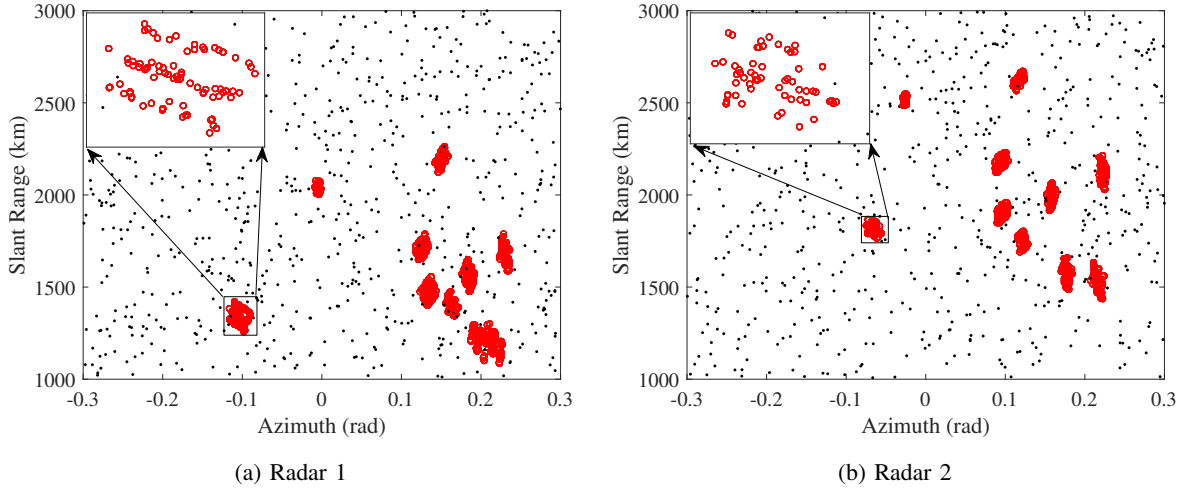 3000
2500
2000
1500
1000
-0.3 -0.2 -0.1 0 0.1 0.2 0.3
Slant Range (km)
Azimuth (rad)
(a) Radar 1
3000
2500
2000
1500
1000
-0.3 -0.2 -0.1 0 0.1 0.2 0.3
Slant Range (km)
Azimuth (rad)
(b) Radar 2